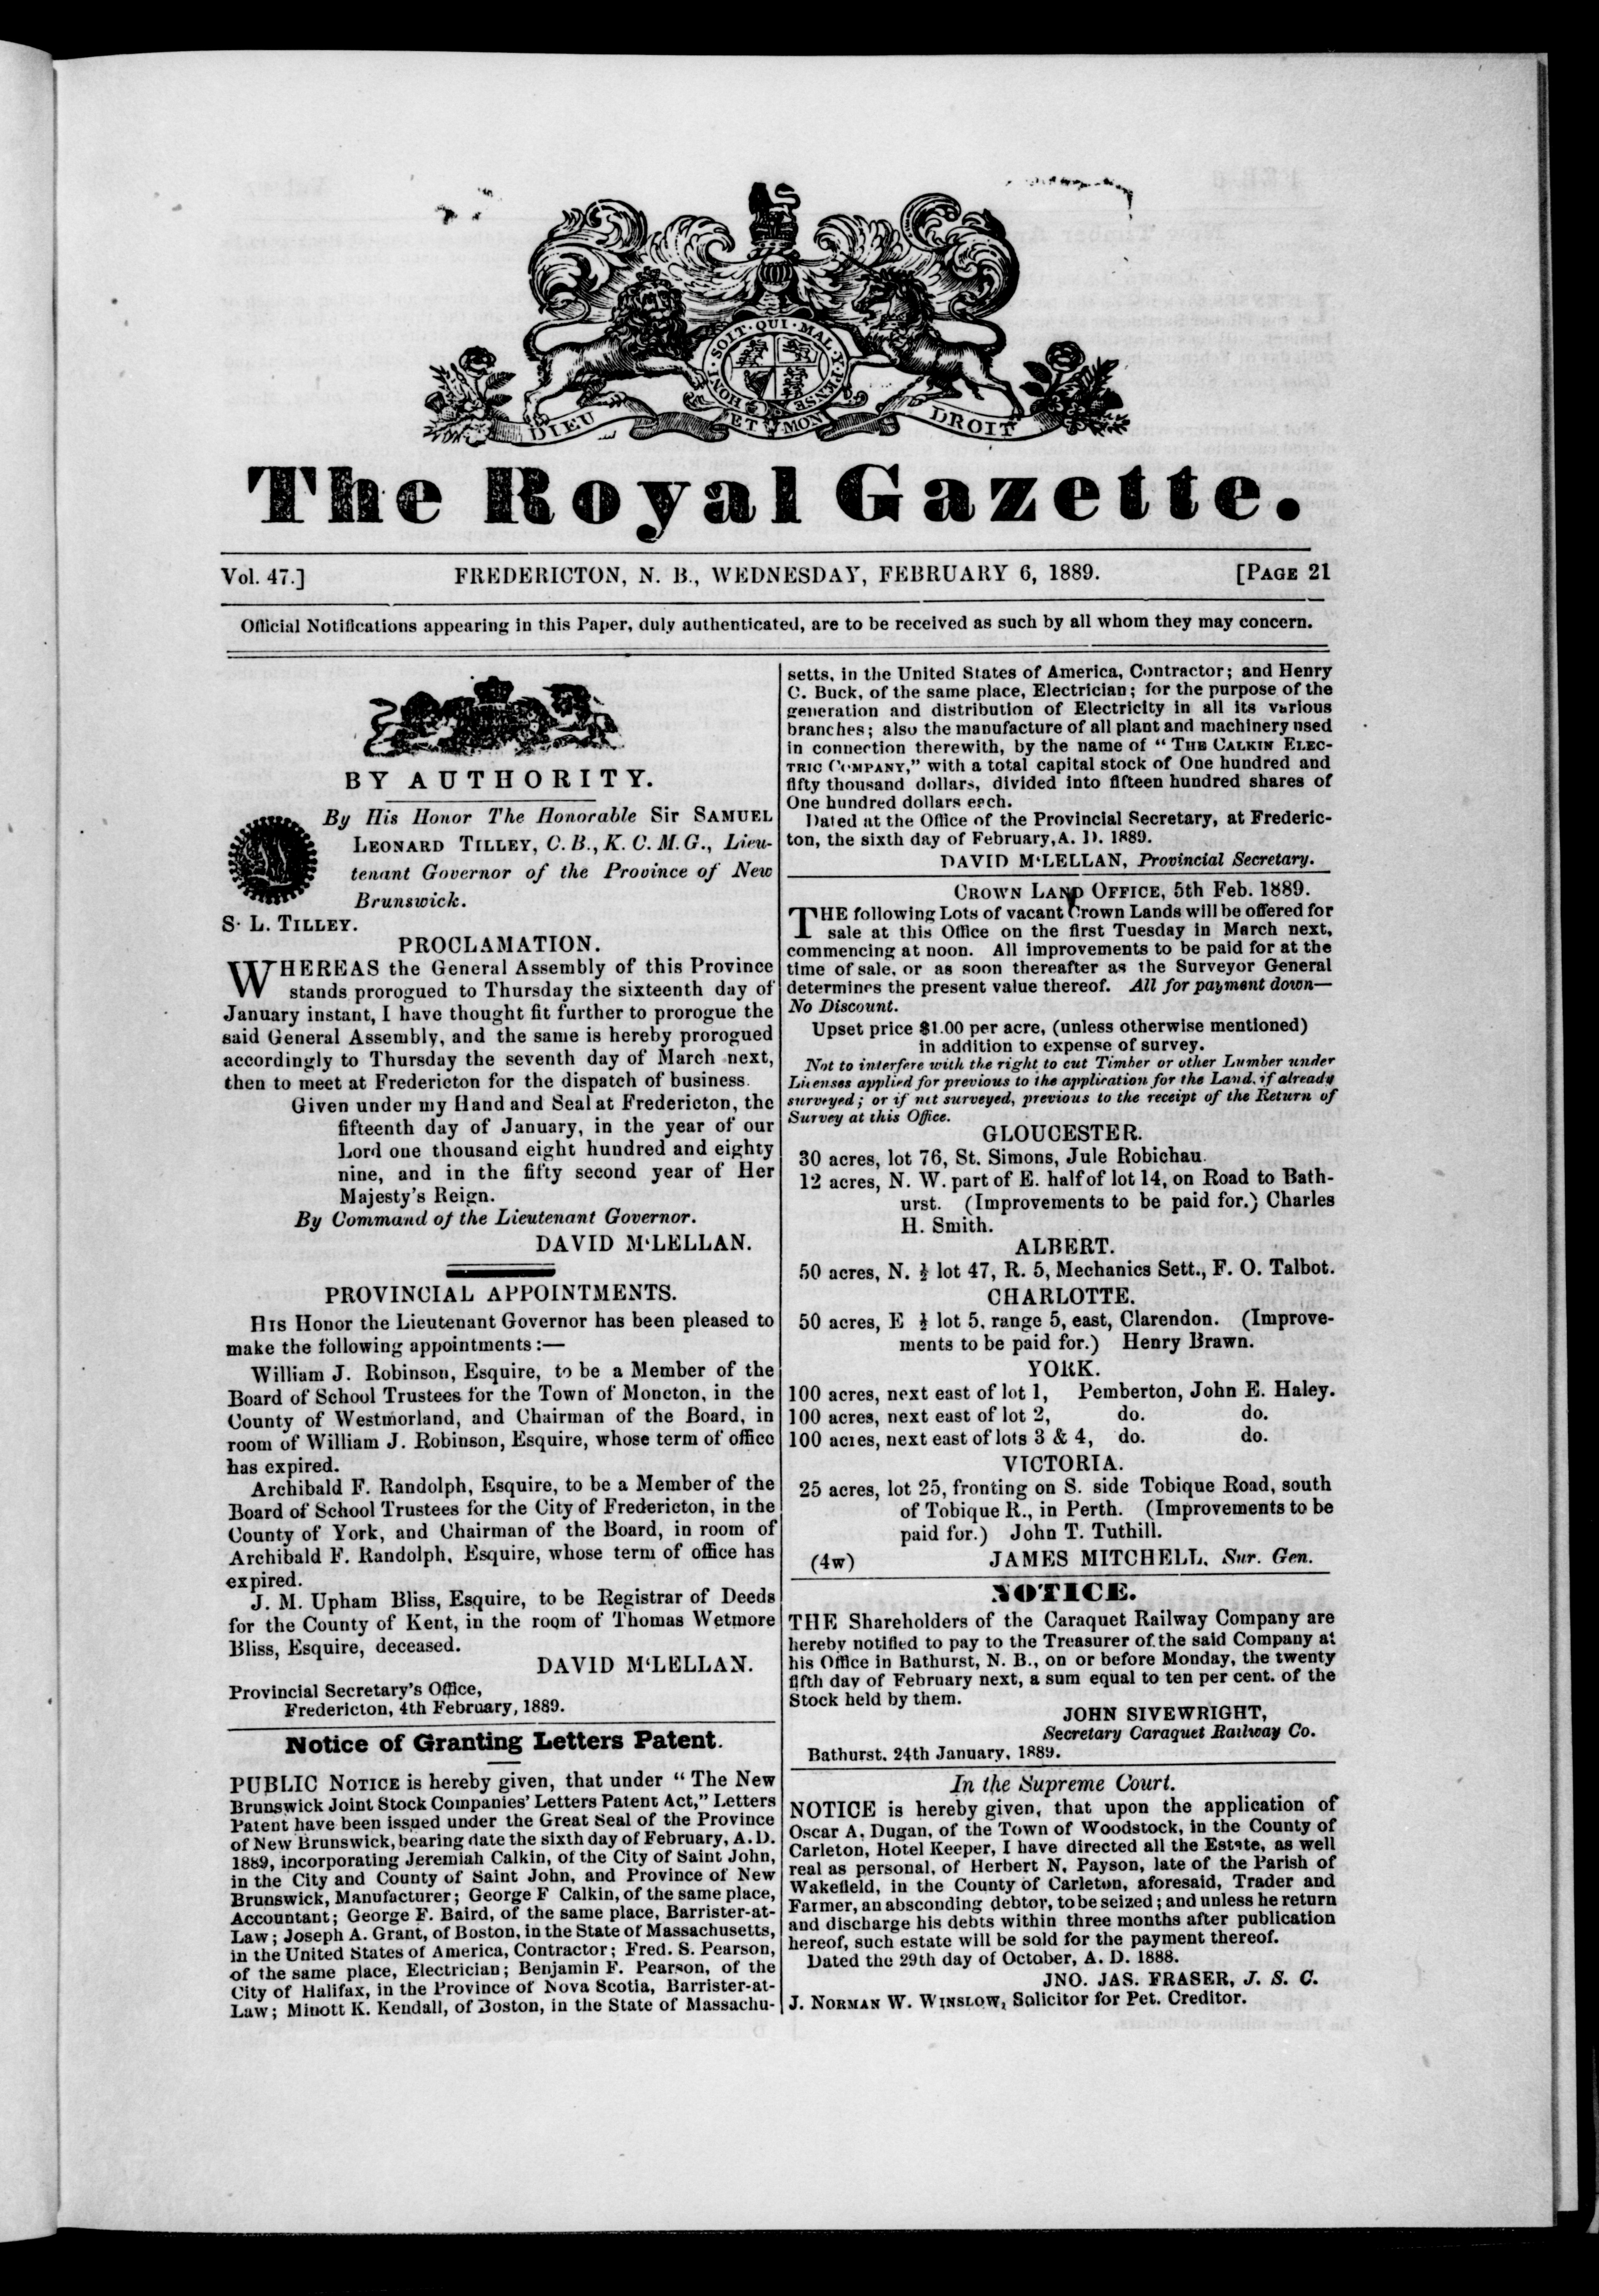 HONI · SOIT · QUI · MAL · Y · PENSE
DIEU ET MON DROIT
The Royal Gazette.
Vol. 47.] FREDERICTON, N. B., WEDNESDAY, FEBRUARY 6, 1889. [PAGE 21
Official Notifications appearing in this Paper, duly authenticated, are to be received as such by all whom they may concern.
BY AUTHORITY.
By His Honor The Honorable Sir SAMUEL
LEONARD TILLEY, C. B., K. C. M. G., Lieu-
tenant Governor of the Province of New
Brunswick.
S. L. TILLEY.
PROCLAMATION.
WHEREAS the General Assembly of this Province
stands prorogued to Thursday the sixteenth day of
January instant, I have thought fit further to prorogue the
said General Assembly, and the same is hereby prorogued
accordingly to Thursday the seventh day of March next,
then to meet at Fredericton for the dispatch of business.
Given under my Hand and Seal at Fredericton, the
fifteenth day of January, in the year of our
Lord one thousand eight hundred and eighty
nine, and in the fifty second year of Her
Majesty's Reign.
By Command of the Lieutenant Governor.
DAVID M'LELLAN.
PROVINCIAL APPOINTMENTS.
HIS Honor the Lieutenant Governor has been pleased to
make the following appointments :—
William J. Robinson, Esquire, to be a Member of the
Board of School Trustees for the Town of Moncton, in the
County of Westmorland, and Chairman of the Board, in
room of William J. Robinson, Esquire, whose term of office
has expired.
Archibald F. Randolph, Esquire, to be a Member of the
Board of School Trustees for the City of Fredericton, in the
County of York, and Chairman of the Board, in room of
Archibald F. Randolph, Esquire, whose term of office has
expired.
J. M. Upham Bliss, Esquire, to be Registrar of Deeds
for the County of Kent, in the room of Thomas Wetmore
Bliss, Esquire, deceased.
DAVID M'LELLAN.
Provincial Secretary's Office,
Fredericton, 4th February, 1889.
Notice of Granting Letters Patent.
PUBLIC NOTICE is hereby given, that under " The New
Brunswick Joint Stock Companies' Letters Patent Act," Letters
Patent have been issued under the Great Seal of the Province
of New Brunswick, bearing date the sixth day of February, A.D.
1889, incorporating Jeremiah Calkin, of the City of Saint John,
in the City and County of Saint John, and Province of New
Brunswick, Manufacturer; George F Calkin, of the same place,
Accountant; George F. Baird, of the same place, Barrister-at-
Law; Joseph A. Grant, of Boston, in the State of Massachusetts,
in the United States of America, Contractor; Fred. S. Pearson,
of the same place, Electrician; Benjamin F. Pearson, of the
City of Halifax, in the Province of Nova Scotia, Barrister-at-
Law; Minott K. Kendall, of Boston, in the State of Massachu-
setts, in the United States of America, Contractor; and Henry
C. Buck, of the same place, Electrician; for the purpose of the
generation and distribution of Electricity in all its various
branches; also the manufacture of all plant and machinery used
in connection therewith, by the name of " THE CALKIN ELEC-
TRIC COMPANY," with a total capital stock of One hundred and
fifty thousand dollars, divided into fifteen hundred shares of
One hundred dollars each.
Dated at the Office of the Provincial Secretary, at Frederic-
ton, the sixth day of February, A. D. 1889.
DAVID M'LELLAN, Provincial Secretary.
CROWN LAND OFFICE, 5th Feb. 1889.
THE following Lots of vacant Crown Lands will be offered for
sale at this Office on the first Tuesday in March next,
commencing at noon. All improvements to be paid for at the
time of sale, or as soon thereafter as the Surveyor General
determines the present value thereof. All for payment down—
No Discount.
Upset price $1.00 per acre, (unless otherwise mentioned)
in addition to expense of survey.
Not to interfere with the right to cut Timber or other Lumber under
Licenses applied for previous to the application for the Land, if already
surveyed; or if not surveyed, previous to the receipt of the Return of
Survey at this Office.
GLOUCESTER.
30 acres, lot 76, St. Simons, Jule Robichau.
12 acres, N. W. part of E. half of lot 14, on Road to Bath-
urst. (Improvements to be paid for.) Charles
H. Smith.
ALBERT.
50 acres, N. ½ lot 47, R. 5, Mechanics Sett., F. O. Talbot.
CHARLOTTE.
50 acres, E ½ lot 5, range 5, east, Clarendon. (Improve-
ments to be paid for.) Henry Brawn.
YORK.
100 acres, next east of lot 1, Pemberton, John E. Haley.
100 acres, next east of lot 2, do. do.
100 acres, next east of lots 3 & 4, do. do.
VICTORIA.
25 acres, lot 25, fronting on S. side Tobique Road, south
of Tobique R., in Perth. (Improvements to be
paid for.) John T. Tuthill.
(4w) JAMES MITCHELL, Sur. Gen.
NOTICE.
THE Shareholders of the Caraquet Railway Company are
hereby notified to pay to the Treasurer of the said Company at
his Office in Bathurst, N. B., on or before Monday, the twenty
fifth day of February next, a sum equal to ten per cent. of the
Stock held by them.
JOHN SIVEWRIGHT,
Secretary Caraquet Railway Co.
Bathurst, 24th January, 1889.
In the Supreme Court.
NOTICE is hereby given, that upon the application of
Oscar A. Dugan, of the Town of Woodstock, in the County of
Carleton, Hotel Keeper, I have directed all the Estate, as well
real as personal, of Herbert N. Payson, late of the Parish of
Wakefield, in the County of Carleton, aforesaid, Trader and
Farmer, an absconding debtor, to be seized; and unless he return
and discharge his debts within three months after publication
hereof, such estate will be sold for the payment thereof.
Dated the 29th day of October, A. D. 1888.
JNO. JAS. FRASER, J. S. C.
J. NORMAN W. WINSLOW, Solicitor for Pet. Creditor.